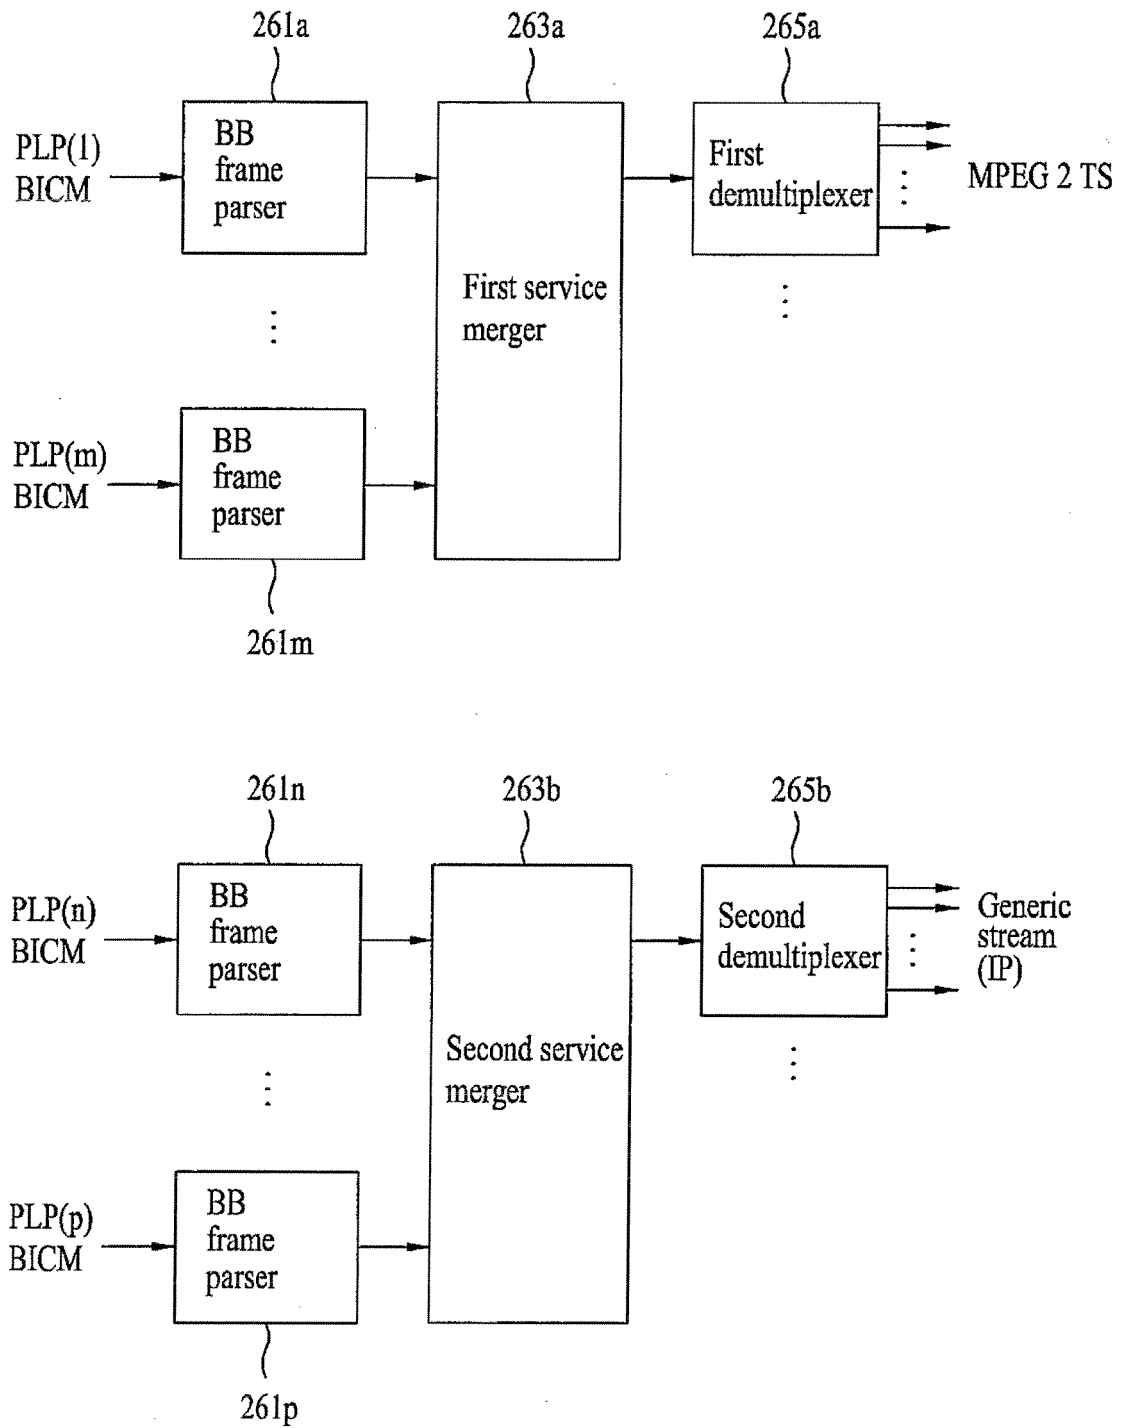 261a
263a
265a
PLP(1)
BICM
BB
frame
parser
First service
merger
First
demultiplexer
MPEG 2 TS
PLP(m)
BICM
BB
frame
parser
261m
261n
263b
265b
PLP(n)
BICM
BB
frame
parser
Second service
merger
Second
demultiplexer
Generic
stream
(IP)
PLP(p)
BICM
BB
frame
parser
261p